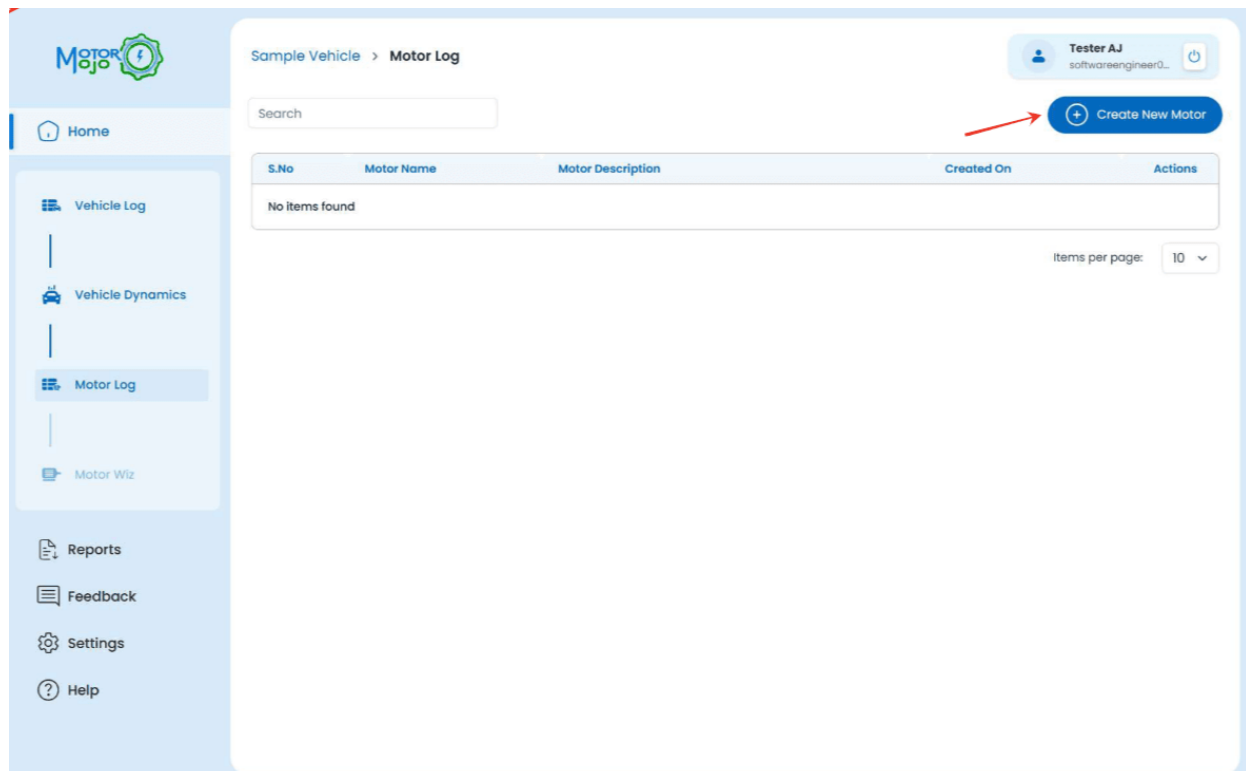 MOTOR
Mojo
Sample Vehicle > Motor Log
Tester AJ
softwareengineer0...
Home
Search
Create New Motor
S.No Motor Name Motor Description Created On Actions
Vehicle Log
No items found
Items per page: 10
Vehicle Dynamics
Motor Log
Motor Wiz
Reports
Feedback
Settings
Help